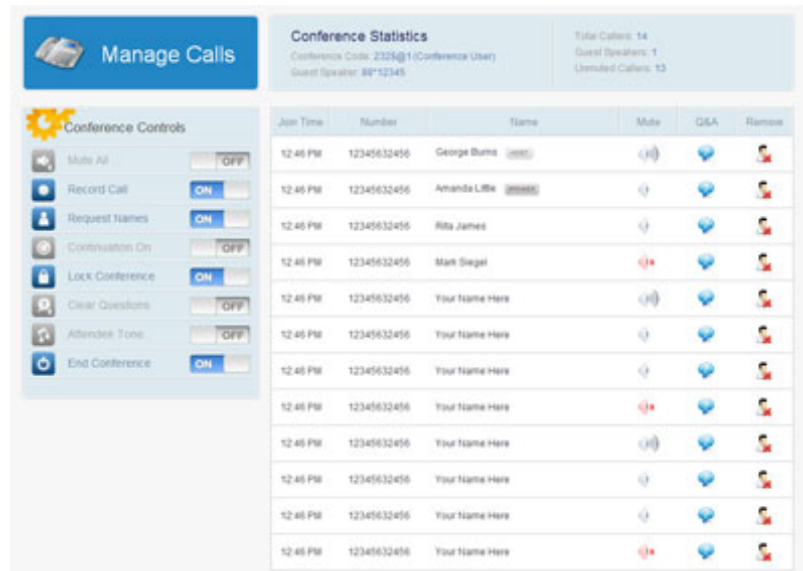 Manage Calls
Conference Statistics
Conference Code: 2325@1 (Conference User)
Guest Speaker: 86*12345
Total Callers: 14
Guest Speakers: 1
Unmuted Callers: 13
Conference Controls
Mute All OFF
Record Call ON
Request Names ON
Continuation On OFF
Lock Conference ON
Clear Questions OFF
Attendee Tone OFF
End Conference ON
Join Time Number Name Mute Q&A Remove
12:46 PM 12345632456 George Burns HOST
12:46 PM 12345632456 Amanda Little SPEAKER
12:46 PM 12345632456 Rita James
12:46 PM 12345632456 Mark Siegel
12:46 PM 12345632456 Your Name Here
12:46 PM 12345632456 Your Name Here
12:46 PM 12345632456 Your Name Here
12:46 PM 12345632456 Your Name Here
12:46 PM 12345632456 Your Name Here
12:46 PM 12345632456 Your Name Here
12:46 PM 12345632456 Your Name Here
12:46 PM 12345632456 Your Name Here